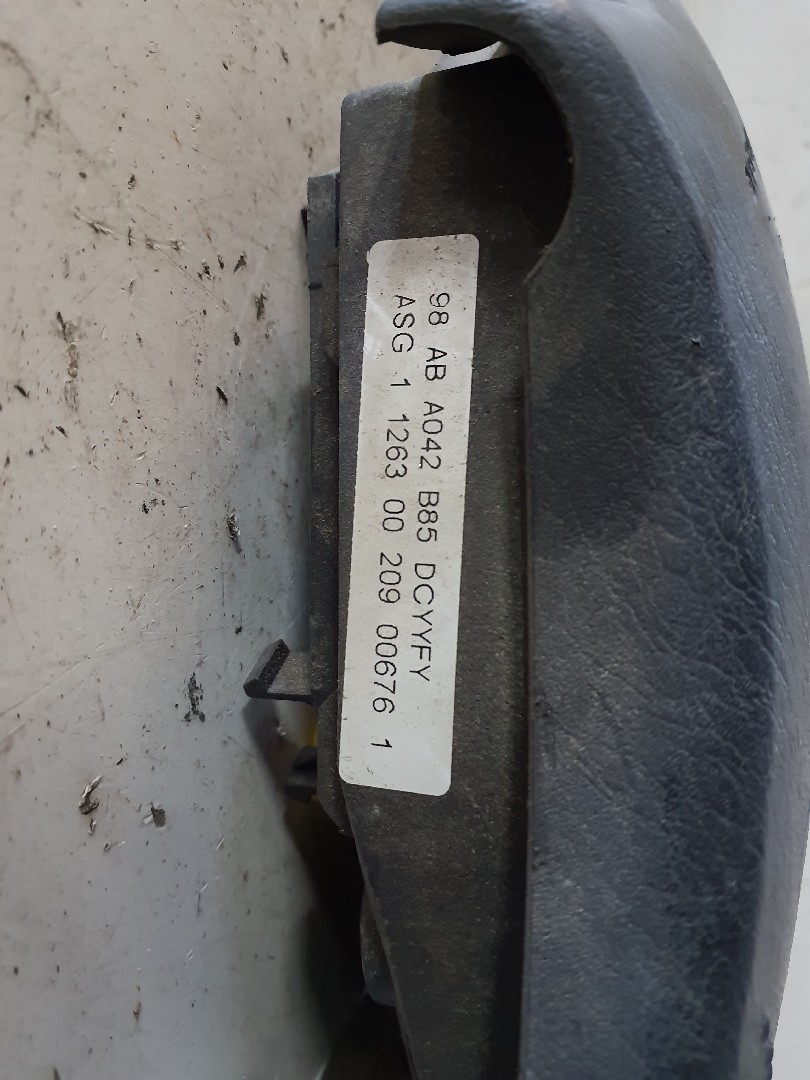 98 AB A042 B85 DCYYFY
ASG 1 1263 00 209 00676 1